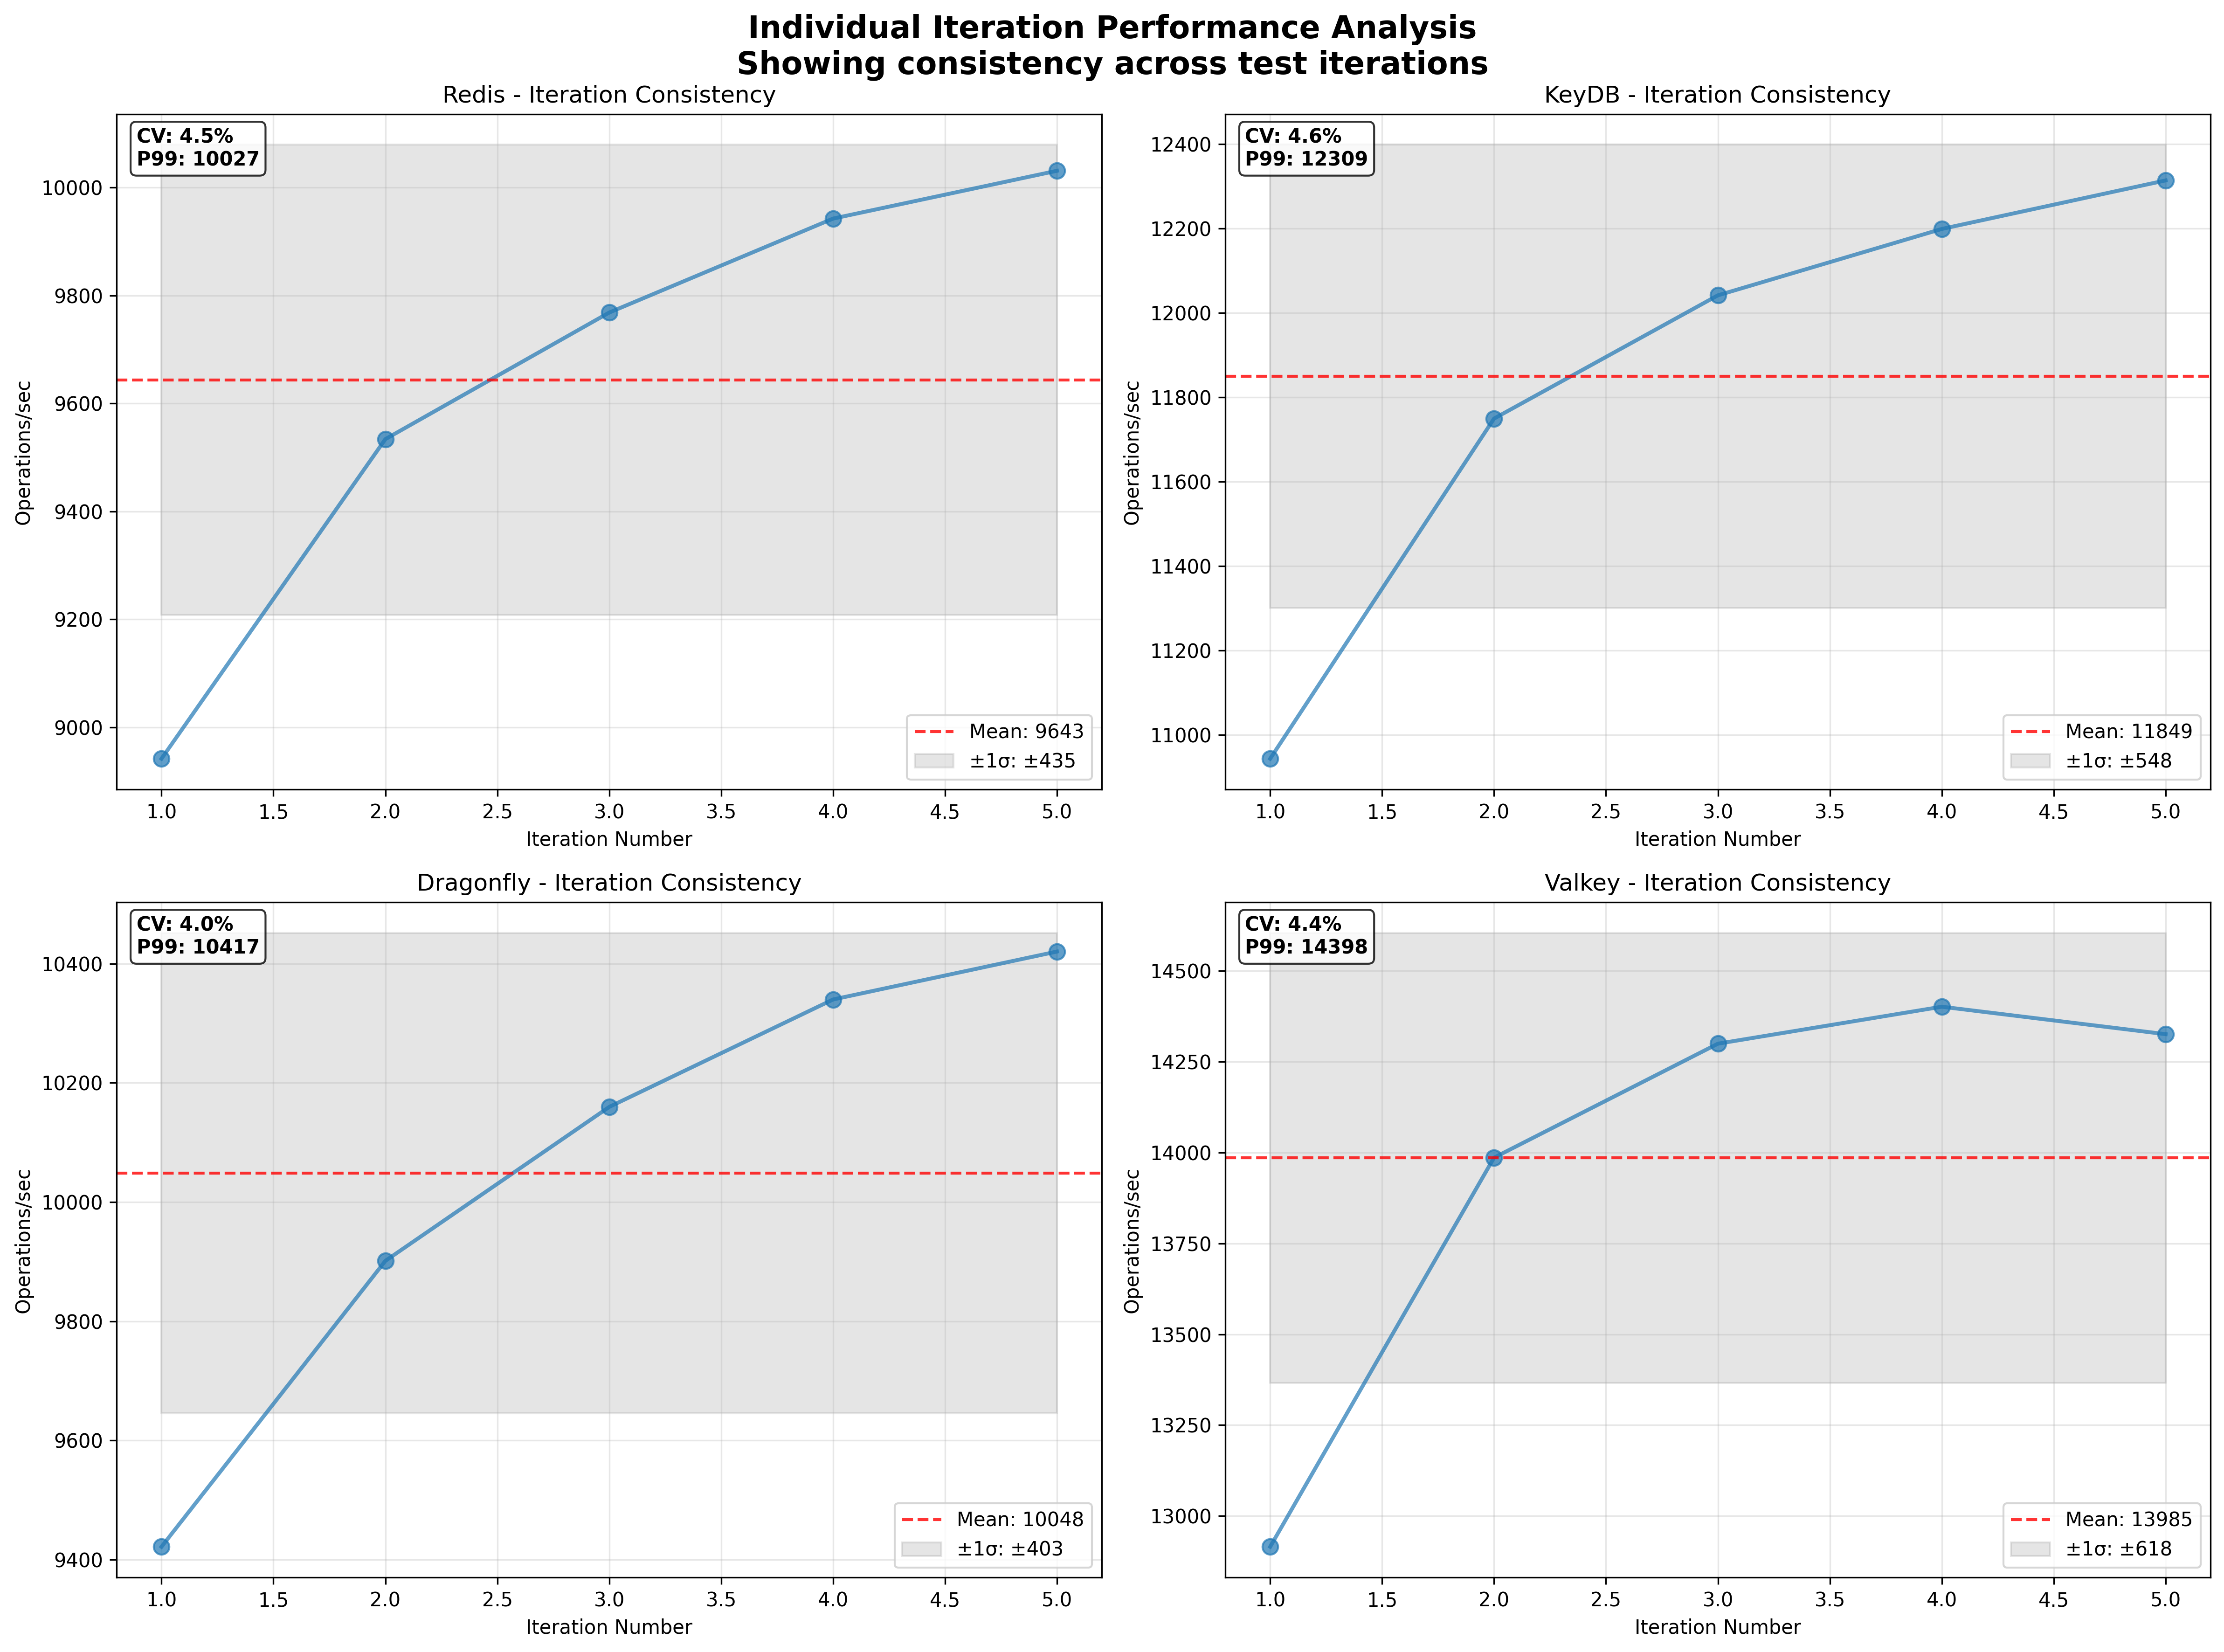 Individual Iteration Performance Analysis
Showing consistency across test iterations
Redis - Iteration Consistency
CV: 4.5%
P99: 10027
10000
9800
9600
9400
9200
9000
Operations/sec
Mean: 9643
±1σ: ±435
1.0 1.5 2.0 2.5 3.0 3.5 4.0 4.5 5.0
Iteration Number
KeyDB - Iteration Consistency
CV: 4.6%
P99: 12309
12400
12200
12000
11800
11600
11400
11200
11000
Operations/sec
Mean: 11849
±1σ: ±548
1.0 1.5 2.0 2.5 3.0 3.5 4.0 4.5 5.0
Iteration Number
Dragonfly - Iteration Consistency
CV: 4.0%
P99: 10417
10400
10200
10000
9800
9600
9400
Operations/sec
Mean: 10048
±1σ: ±403
1.0 1.5 2.0 2.5 3.0 3.5 4.0 4.5 5.0
Iteration Number
Valkey - Iteration Consistency
CV: 4.4%
P99: 14398
14500
14250
14000
13750
13500
13250
13000
Operations/sec
Mean: 13985
±1σ: ±618
1.0 1.5 2.0 2.5 3.0 3.5 4.0 4.5 5.0
Iteration Number